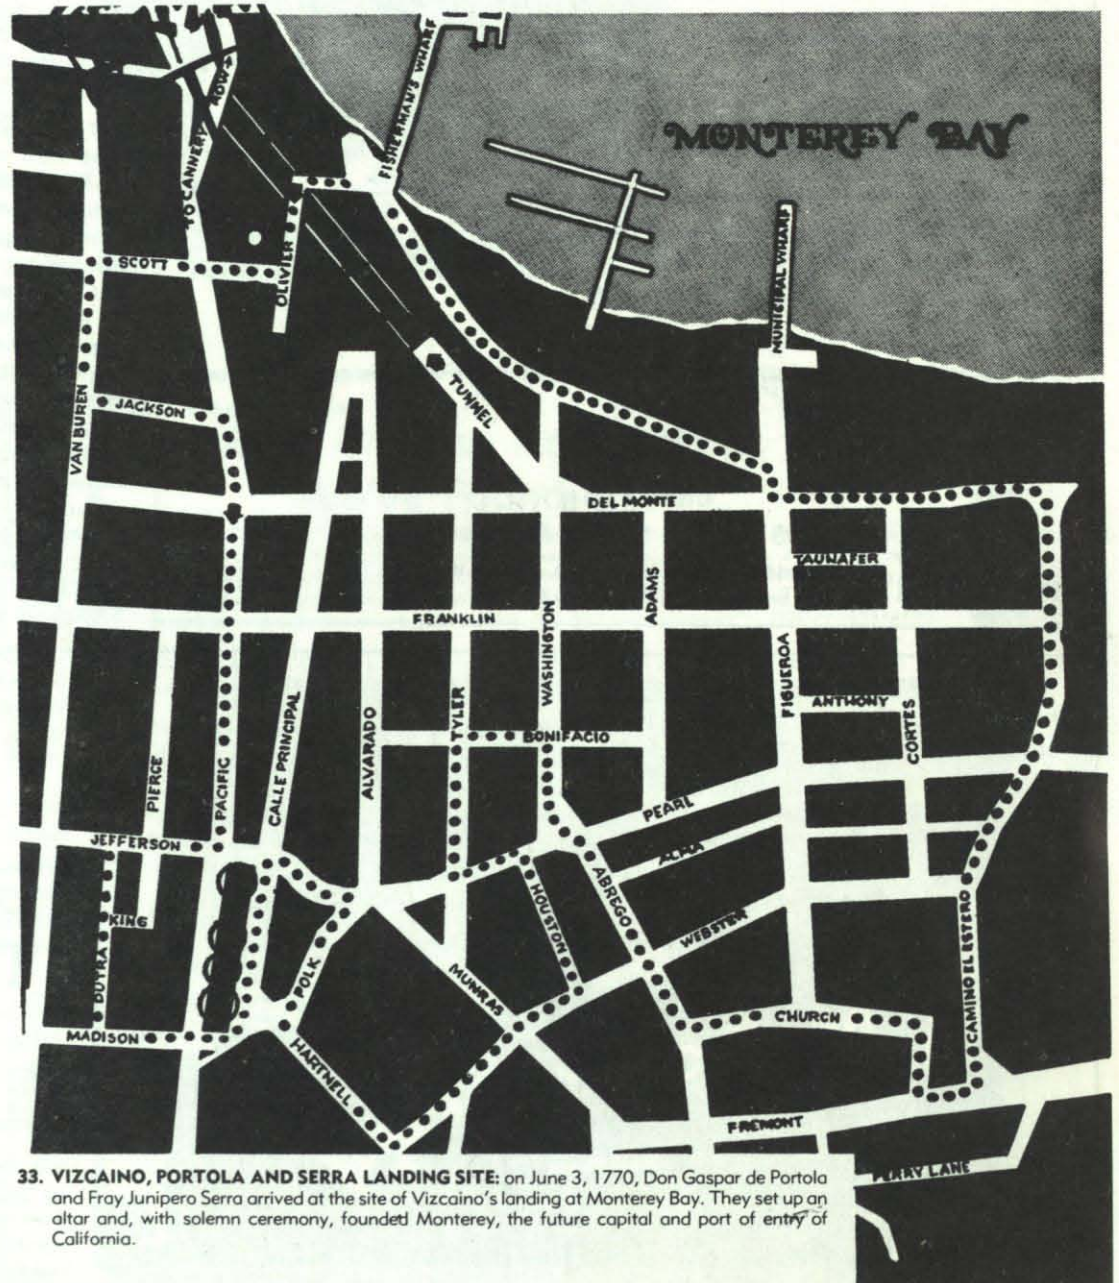 FISHERMAN'S WHARF
MONTEREY BAY
TO CANNERY ROW
MUNICIPAL WHARF
SCOTT
OLIVIER
TUNNEL
VAN BUREN
JACKSON
DEL MONTE
TAUNAFER
ADAMS
FRANKLIN
WASHINGTON
FIGUEROA
ANTHONY
CORTES
TYLER
BONIFACIO
ALVARADO
CALLE PRINCIPAL
PACIFIC
PIERCE
PEARL
JEFFERSON
ALMA
ABREGO
HOUSTON
WEBSTER
KING
DUTRA
POLK
MUNRAS
CAMINO EL ESTERO
CHURCH
MADISON
HARTNELL
FREMONT
PERRY LANE
33. VIZCAINO, PORTOLA AND SERRA LANDING SITE: on June 3, 1770, Don Gaspar de Portola
and Fray Junipero Serra arrived at the site of Vizcaino's landing at Monterey Bay. They set up an
altar and, with solemn ceremony, founded Monterey, the future capital and port of entry of
California.